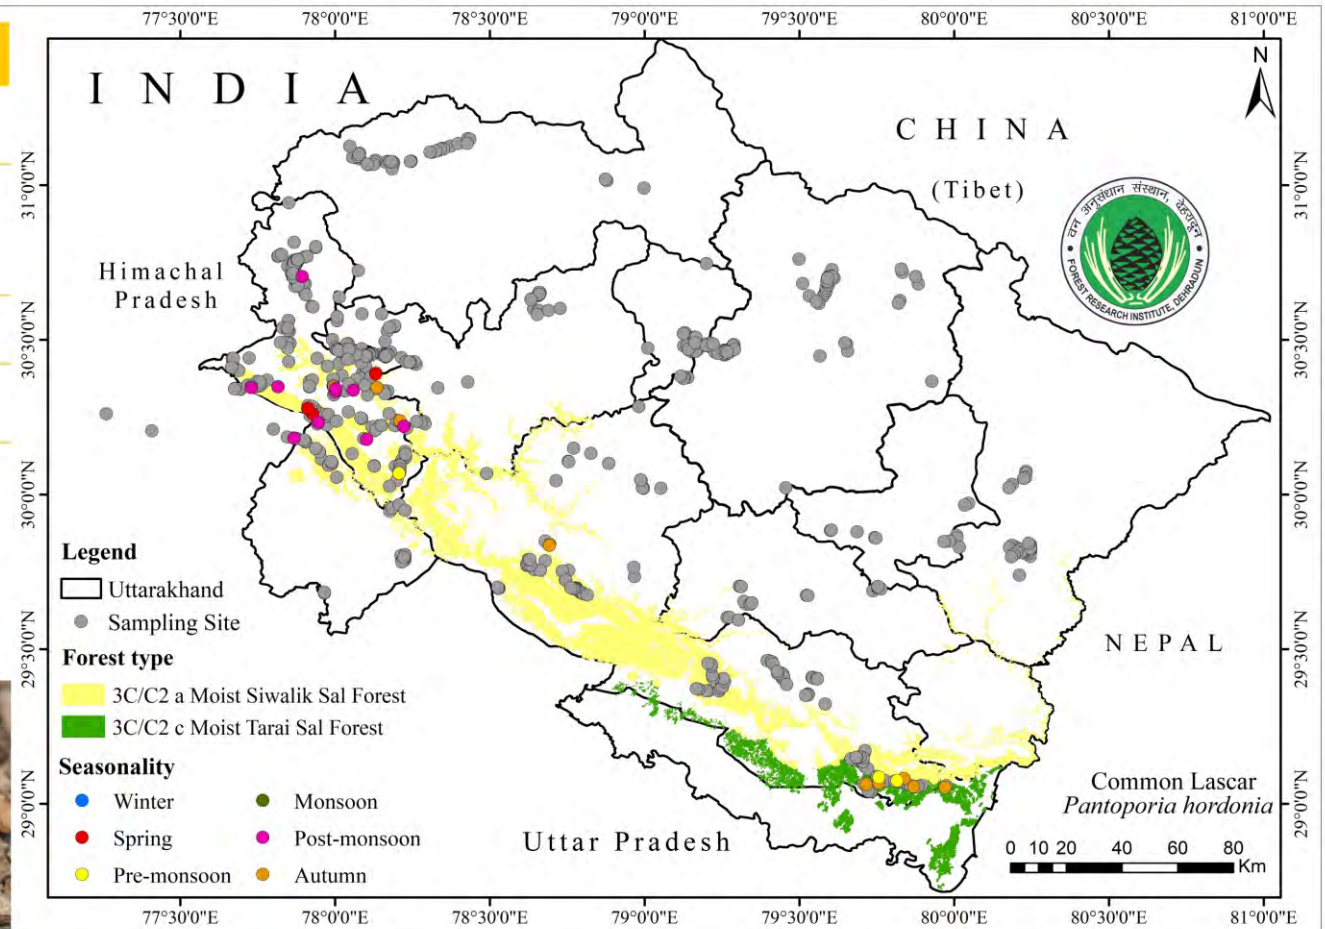 77°30'0"E 78°0'0"E 78°30'0"E 79°0'0"E 79°30'0"E 80°0'0"E 80°30'0"E 81°0'0"E
INDIA
N
CHINA
(Tibet)
वन अनुसंधान संस्थान, देहरादून
FOREST RESEARCH INSTITUTE, DEHRADUN
Himachal
Pradesh
31°0'0"N
30°30'0"N
30°0'0"N
29°30'0"N
29°0'0"N
31°0'0"N
30°30'0"N
30°0'0"N
29°30'0"N
29°0'0"N
Legend
Uttarakhand
Sampling Site
Forest type
3C/C2 a Moist Siwalik Sal Forest
3C/C2 c Moist Tarai Sal Forest
Seasonality
Winter
Spring
Pre-monsoon
Monsoon
Post-monsoon
Autumn
NEPAL
Uttar Pradesh
Common Lascar
Pantoporia hordonia
0 10 20 40 60 80
Km
77°30'0"E 78°0'0"E 78°30'0"E 79°0'0"E 79°30'0"E 80°0'0"E 80°30'0"E 81°0'0"E